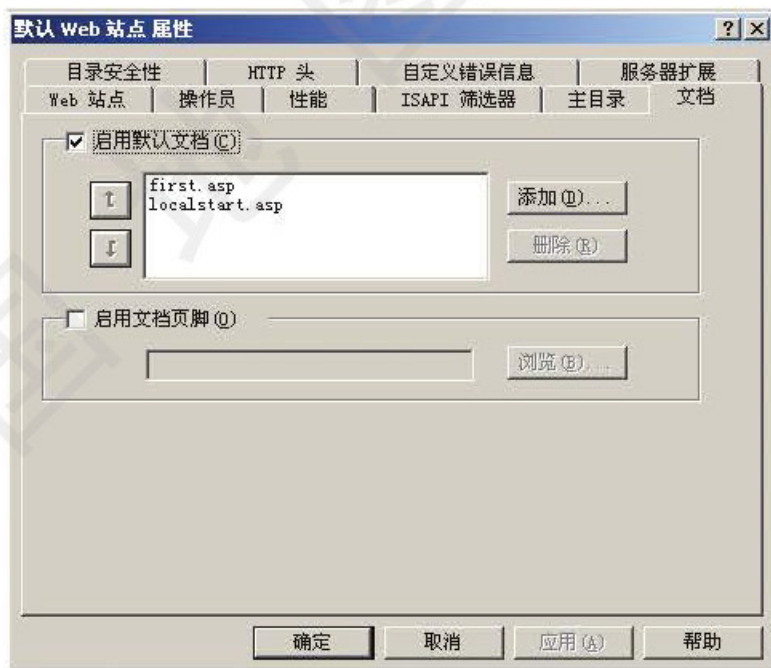 默认 Web 站点 属性
目录安全性 HTTP 头 自定义错误信息 服务器扩展
Web 站点 操作员 性能 ISAPI 筛选器 主目录 文档
启用默认文档(C)
first.asp
localstart.asp
添加(D)...
删除(R)
启用文档页脚(O)
浏览(B)...
确定 取消 应用(A) 帮助